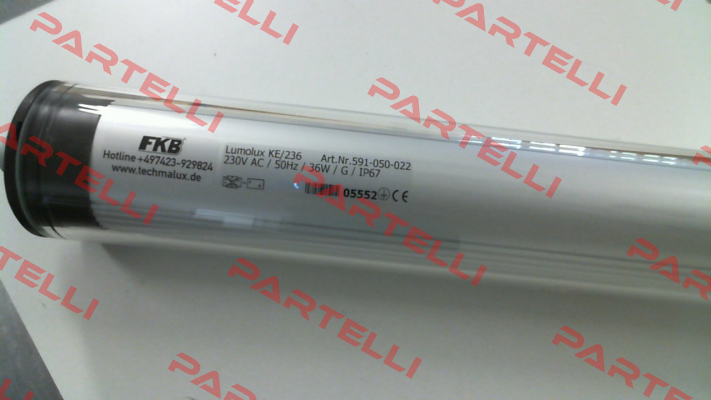 FKB
Hotline +497423-929824
www.techmalux.de
Lumolux KE/236 Art.Nr.591-050-022
230V AC / 50Hz / 36W / G / IP67
05552 CE
PARTELLI
PARTELLI
PARTELLI
PARTELLI
PARTELLI
PARTELLI
PARTELLI
PARTELLI
PARTELLI